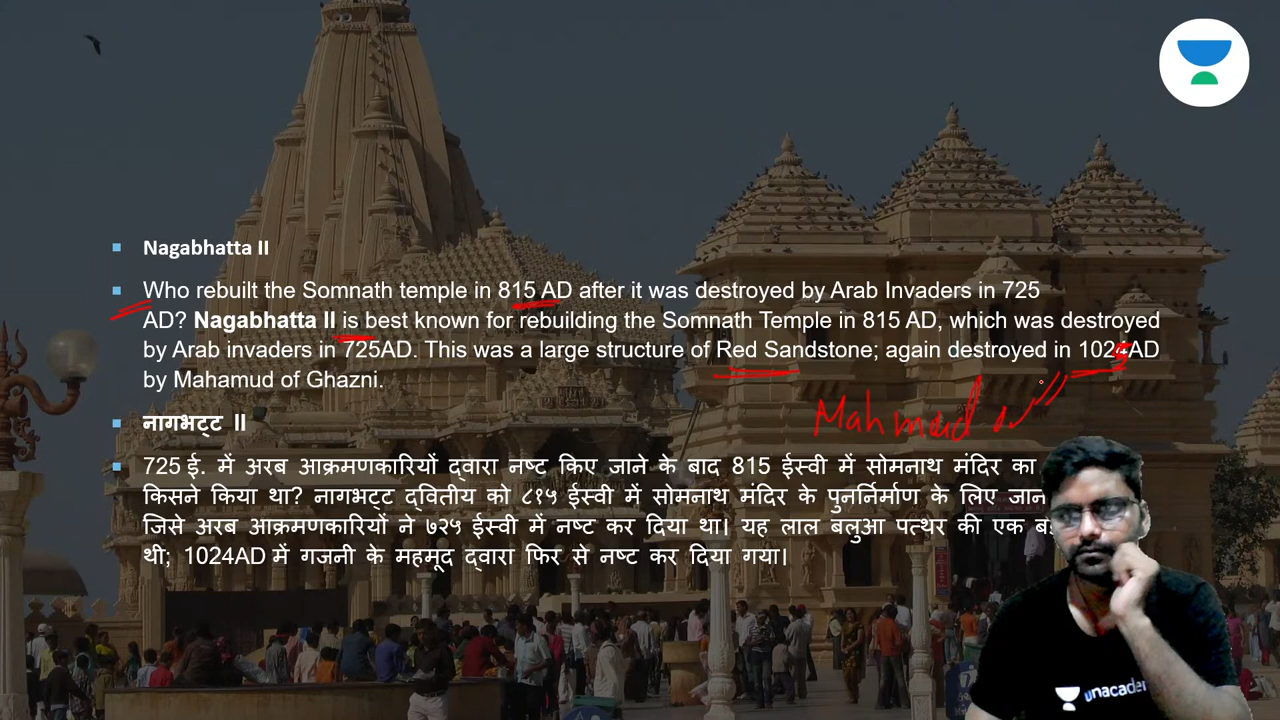 Nagabhatta II
Who rebuilt the Somnath temple in 815 AD after it was destroyed by Arab Invaders in 725
AD? Nagabhatta II is best known for rebuilding the Somnath Temple in 815 AD, which was destroyed
by Arab invaders in 725AD. This was a large structure of Red Sandstone; again destroyed in 1024AD
5
by Mahamud of Ghazni.
Mahmud
नागभट्ट II
725 ई. में अरब आक्रमणकारियों द्वारा नष्ट किए जाने के बाद 815 ईस्वी में सोमनाथ मंदिर का
किसने किया था? नागभट्ट द्वितीय को ८१५ ईस्वी में सोमनाथ मंदिर के पुनर्निर्माण के लिए जान
जिसे अरब आक्रमणकारियों ने ७२५ ईस्वी में नष्ट कर दिया था। यह लाल बलुआ पत्थर की एक
थी; 1024AD में गजनी के महमूद द्वारा फिर से नष्ट कर दिया गया।
unacade